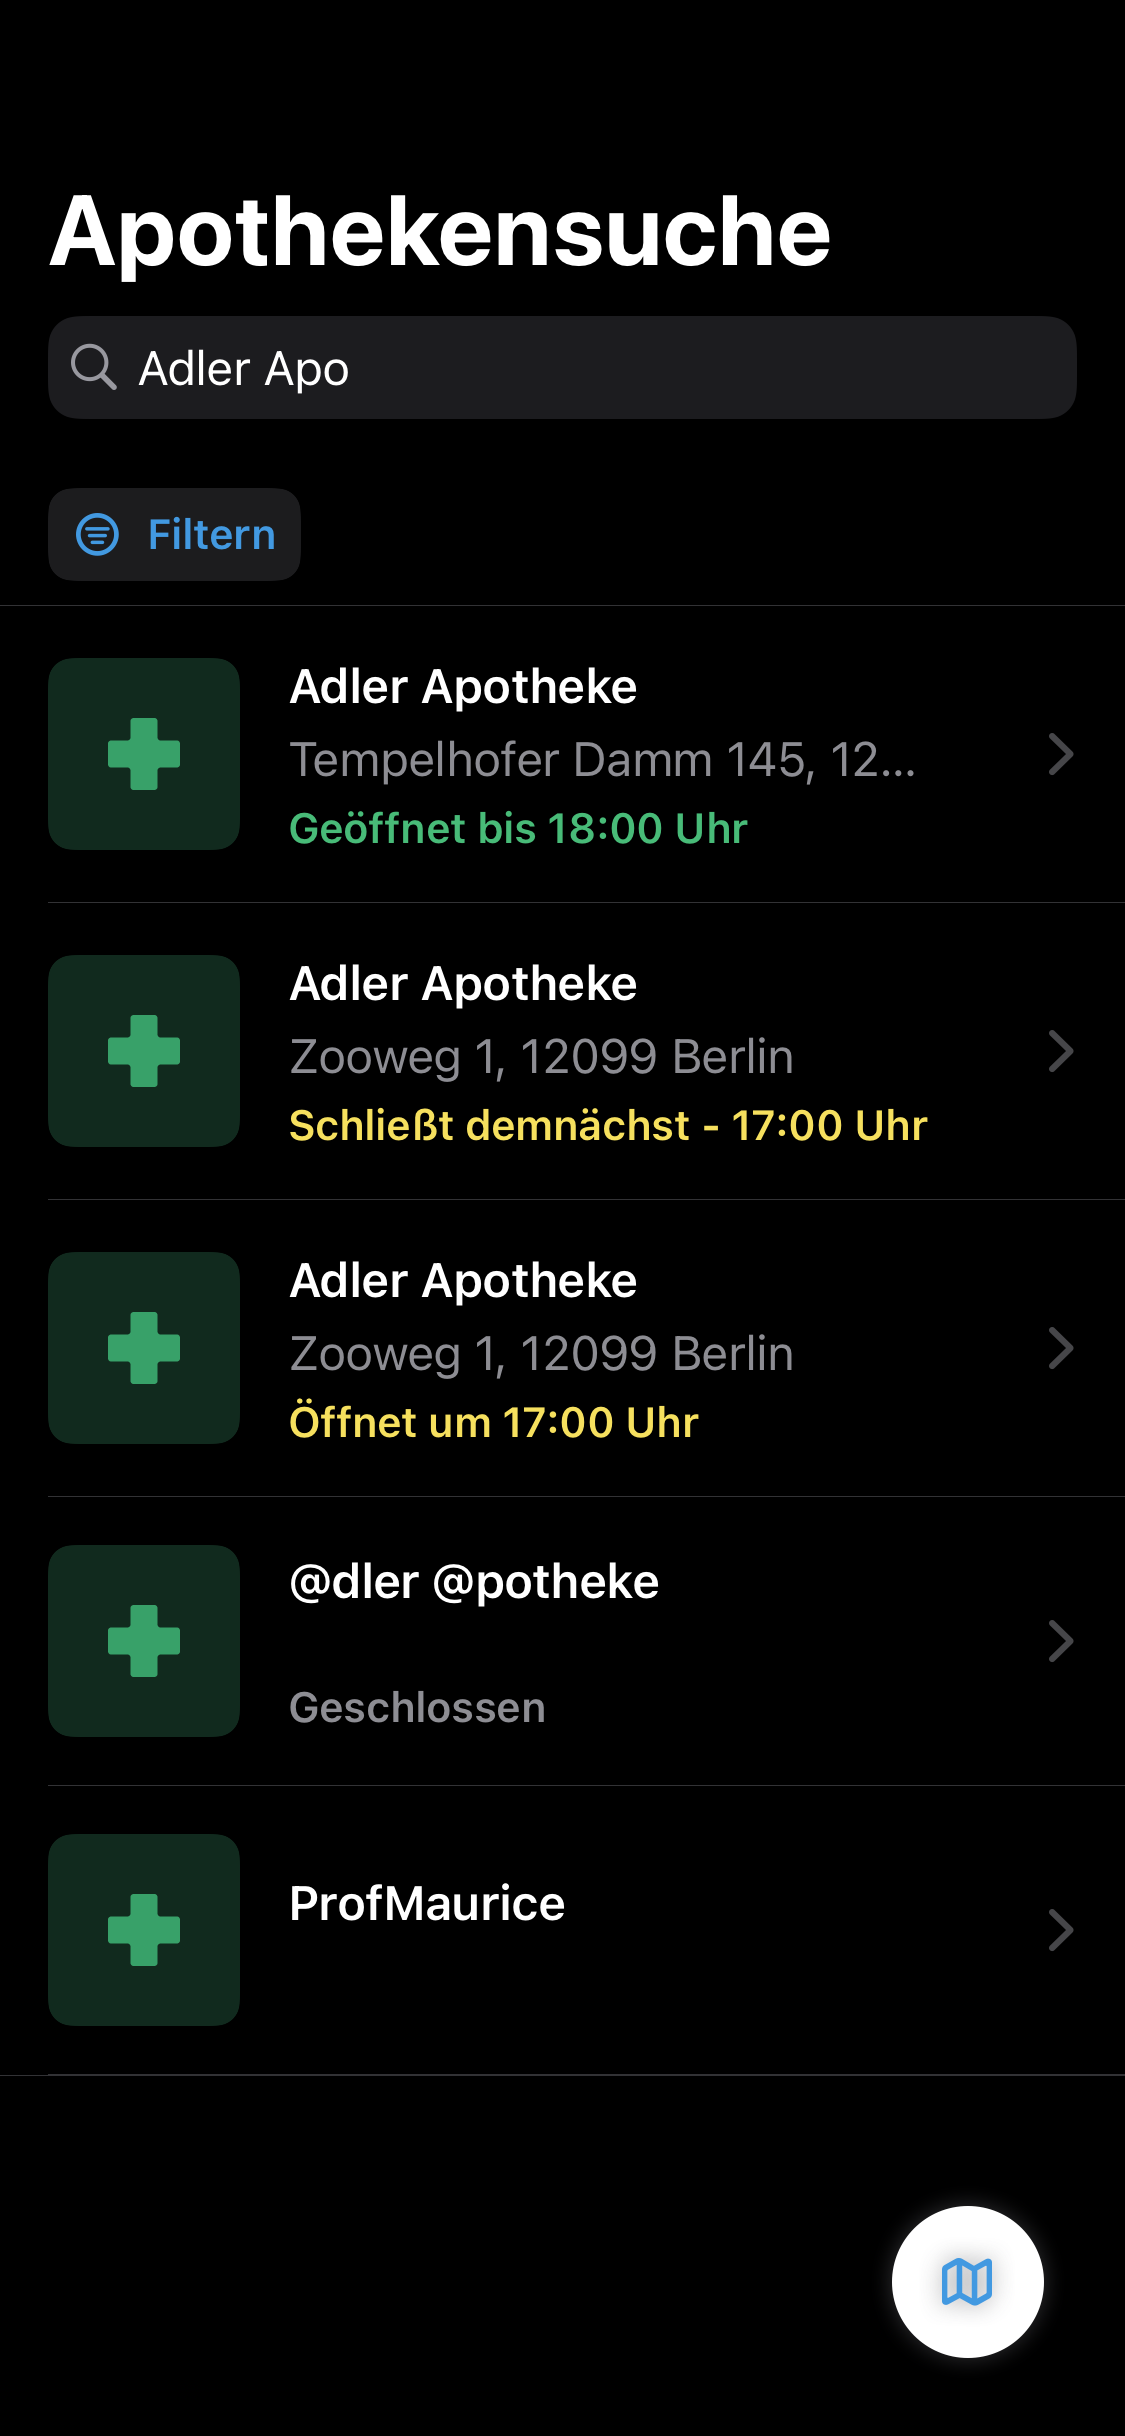 Apothekensuche
Adler Apo
Filtern
Adler Apotheke
Tempelhofer Damm 145, 12...
Geöffnet bis 18:00 Uhr
Adler Apotheke
Zooweg 1, 12099 Berlin
Schließt demnächst - 17:00 Uhr
Adler Apotheke
Zooweg 1, 12099 Berlin
Öffnet um 17:00 Uhr
@dler @potheke
Geschlossen
ProfMaurice